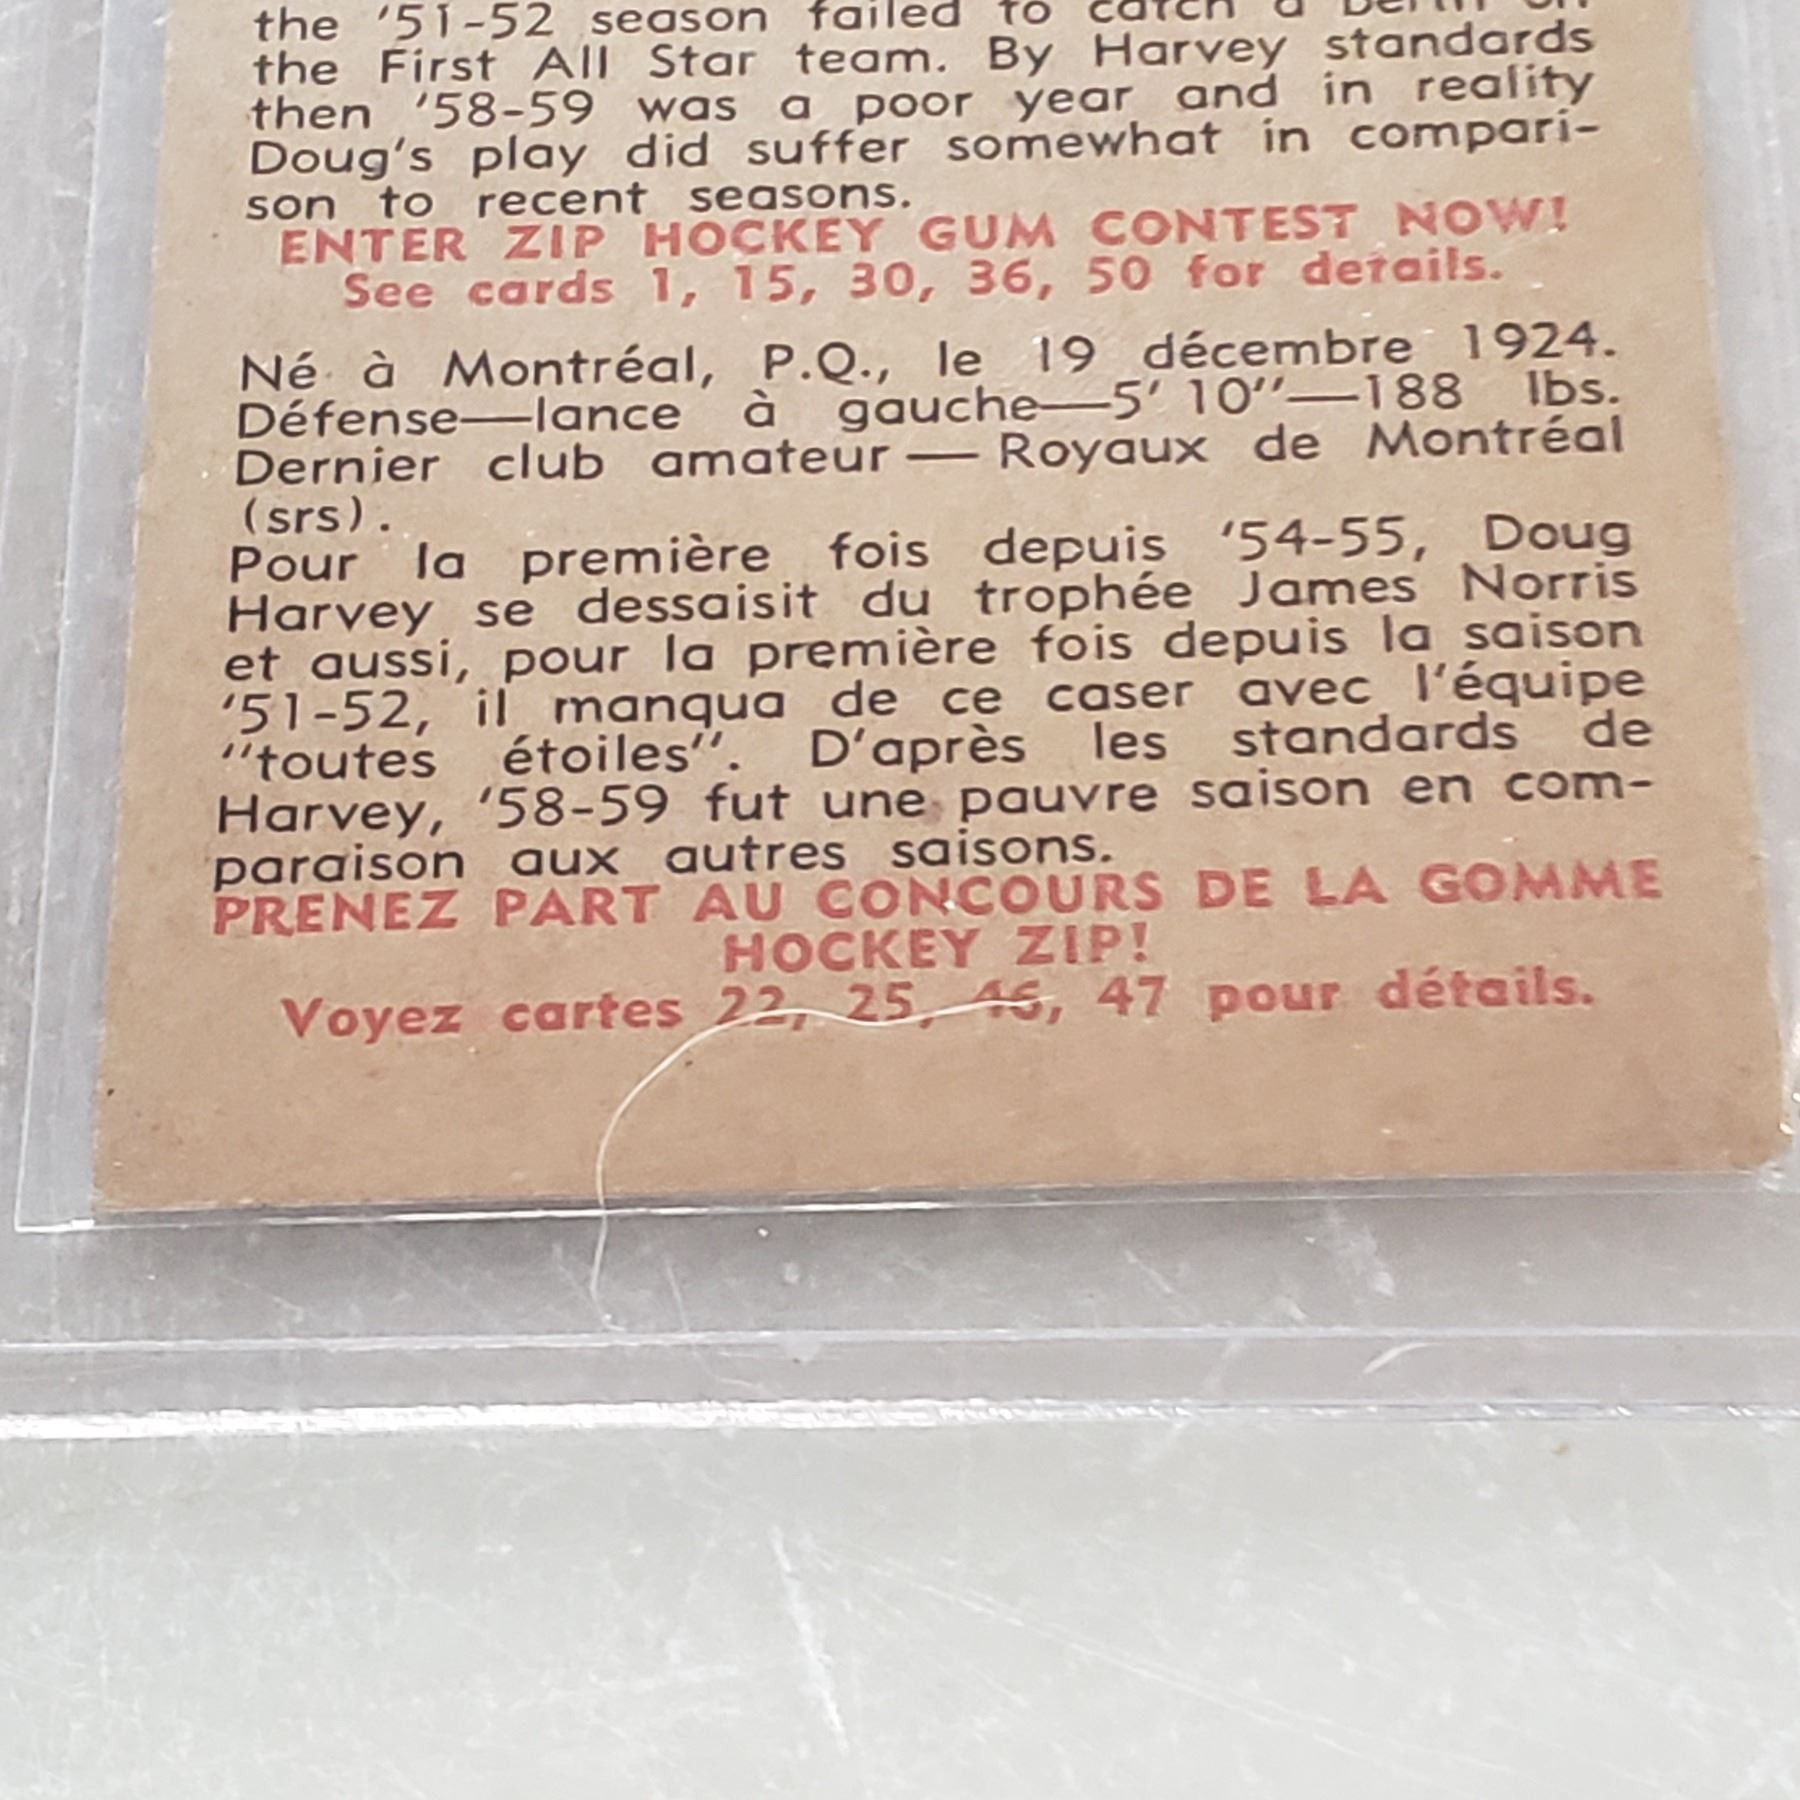 the '51-52 season failed to catch a berth on
the First All Star team. By Harvey standards
then '58-59 was a poor year and in reality
Doug's play did suffer somewhat in compari-
son to recent seasons.
ENTER ZIP HOCKEY GUM CONTEST NOW!
See cards 1, 15, 30, 36, 50 for details.
Né à Montréal, P.Q., le 19 décembre 1924.
Défense—lance à gauche—5' 10"—188 lbs.
Dernier club amateur — Royaux de Montréal
(srs).
Pour la première fois depuis '54-55, Doug
Harvey se dessaisit du trophée James Norris
et aussi, pour la première fois depuis la saison
'51-52, il manqua de ce caser avec l'équipe
"toutes étoiles". D'après les standards de
Harvey, '58-59 fut une pauvre saison en com-
paraison aux autres saisons.
PRENEZ PART AU CONCOURS DE LA GOMME
HOCKEY ZIP!
Voyez cartes 22, 25, 46, 47 pour détails.